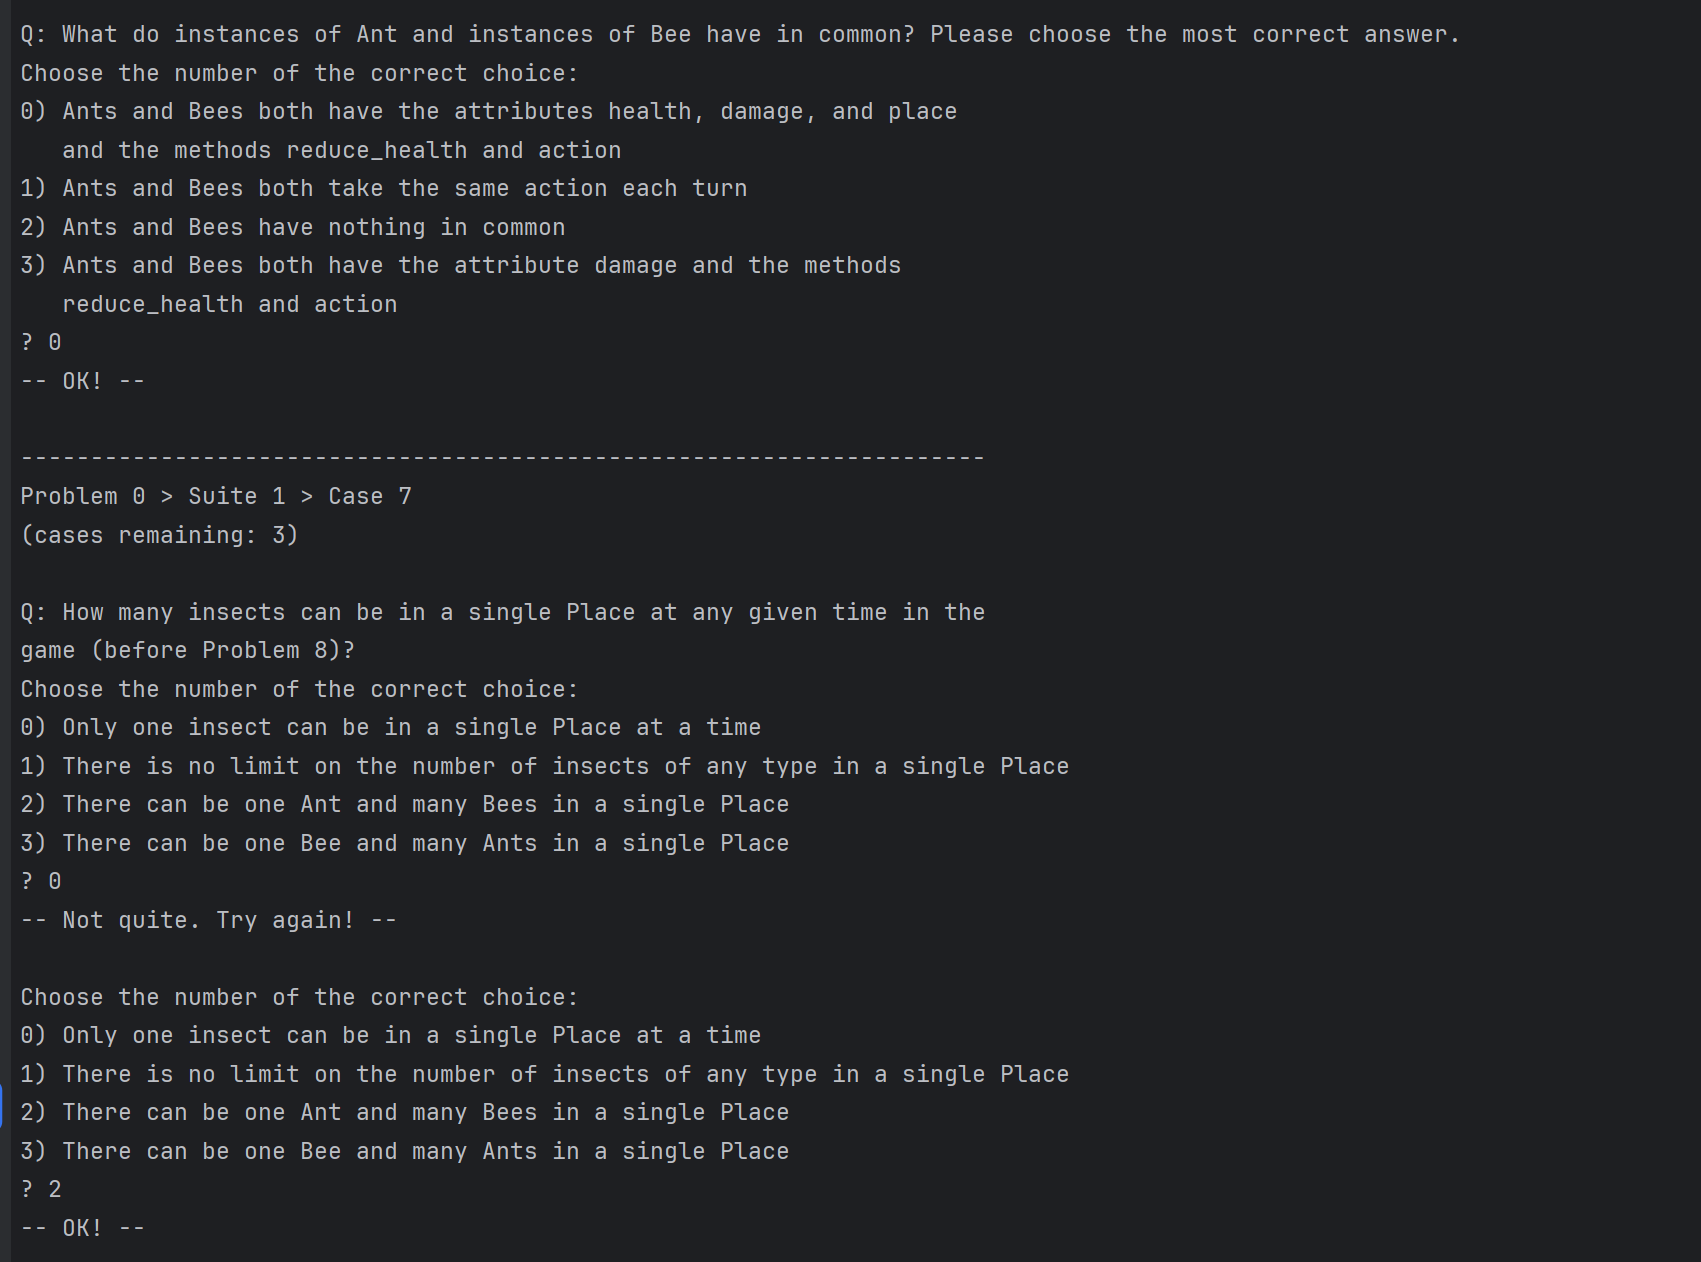 Q: What do instances of Ant and instances of Bee have in common? Please choose the most correct answer.
Choose the number of the correct choice:
0) Ants and Bees both have the attributes health, damage, and place
   and the methods reduce_health and action
1) Ants and Bees both take the same action each turn
2) Ants and Bees have nothing in common
3) Ants and Bees both have the attribute damage and the methods
   reduce_health and action
? 0
-- OK! --
---------------------------------------------------------------------
Problem 0 > Suite 1 > Case 7
(cases remaining: 3)
Q: How many insects can be in a single Place at any given time in the
game (before Problem 8)?
Choose the number of the correct choice:
0) Only one insect can be in a single Place at a time
1) There is no limit on the number of insects of any type in a single Place
2) There can be one Ant and many Bees in a single Place
3) There can be one Bee and many Ants in a single Place
? 0
-- Not quite. Try again! --
Choose the number of the correct choice:
0) Only one insect can be in a single Place at a time
1) There is no limit on the number of insects of any type in a single Place
2) There can be one Ant and many Bees in a single Place
3) There can be one Bee and many Ants in a single Place
? 2
-- OK! --